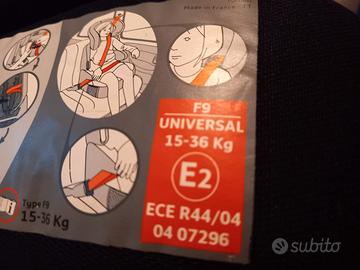 Made in France
F9
UNIVERSAL
15-36 Kg
E2
ECE R44/04
04 07296
Type F9
15-36 Kg
subito